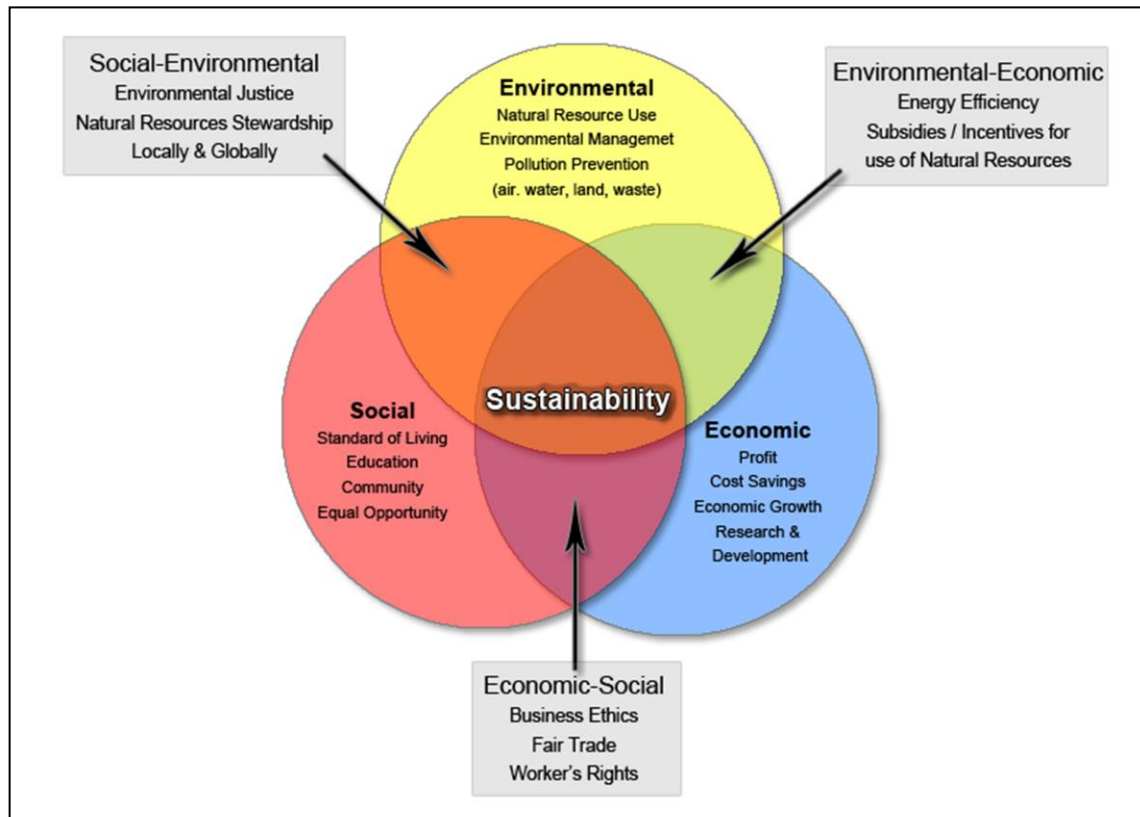 Social-Environmental
Environmental Justice
Natural Resources Stewardship
Locally & Globally
Environmental
Natural Resource Use
Environmental Managemet
Pollution Prevention
(air. water, land, waste)
Environmental-Economic
Energy Efficiency
Subsidies / Incentives for
use of Natural Resources
Sustainability
Social
Standard of Living
Education
Community
Equal Opportunity
Economic
Profit
Cost Savings
Economic Growth
Research &
Development
Economic-Social
Business Ethics
Fair Trade
Worker's Rights